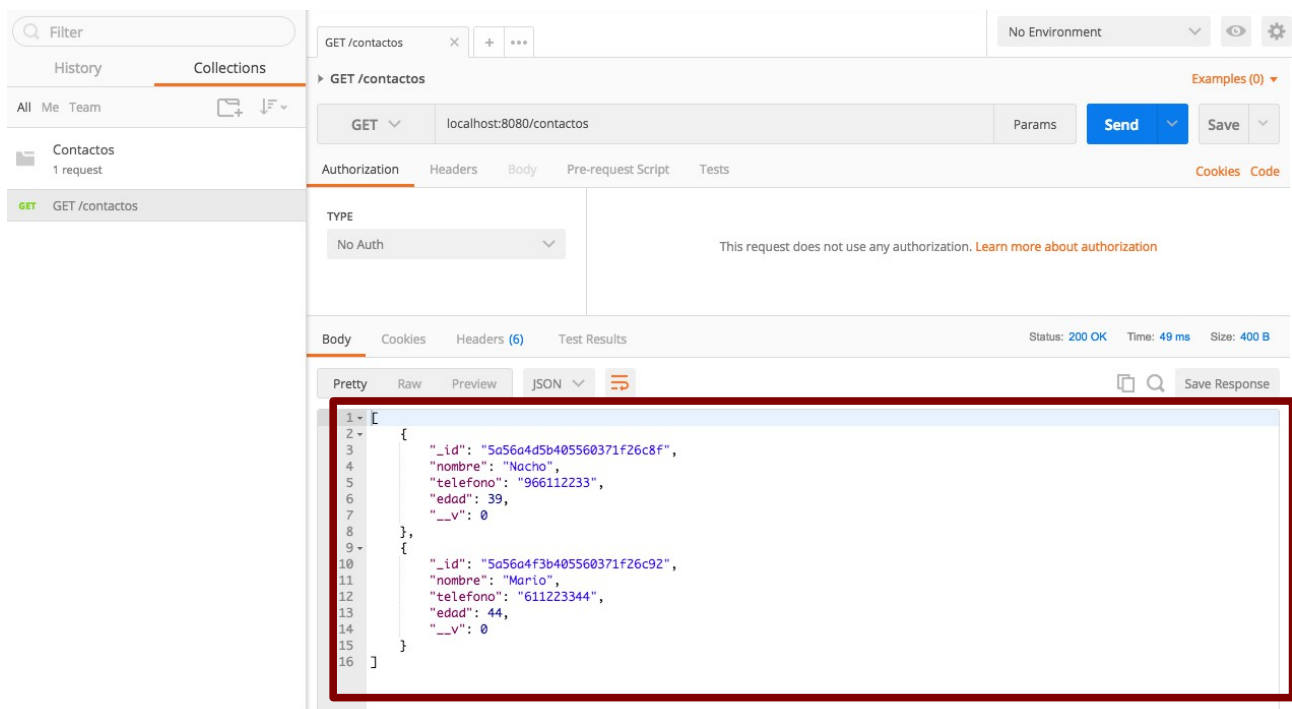 Filter
History Collections
All Me Team
Contactos
1 request
GET GET /contactos
GET /contactos
No Environment
GET /contactos
Examples (0)
GET localhost:8080/contactos Params Send Save
Authorization Headers Body Pre-request Script Tests Cookies Code
TYPE
No Auth
This request does not use any authorization. Learn more about authorization
Body Cookies Headers (6) Test Results Status: 200 OK Time: 49 ms Size: 400 B
Pretty Raw Preview JSON Save Response
1 [
2 {
3 "_id": "5a56a4d5b405560371f26c8f",
4 "nombre": "Nacho",
5 "telefono": "966112233",
6 "edad": 39,
7 "__v": 0
8 },
9 {
10 "_id": "5a56a4f3b405560371f26c92",
11 "nombre": "Mario",
12 "telefono": "611223344",
13 "edad": 44,
14 "__v": 0
15 }
16 ]